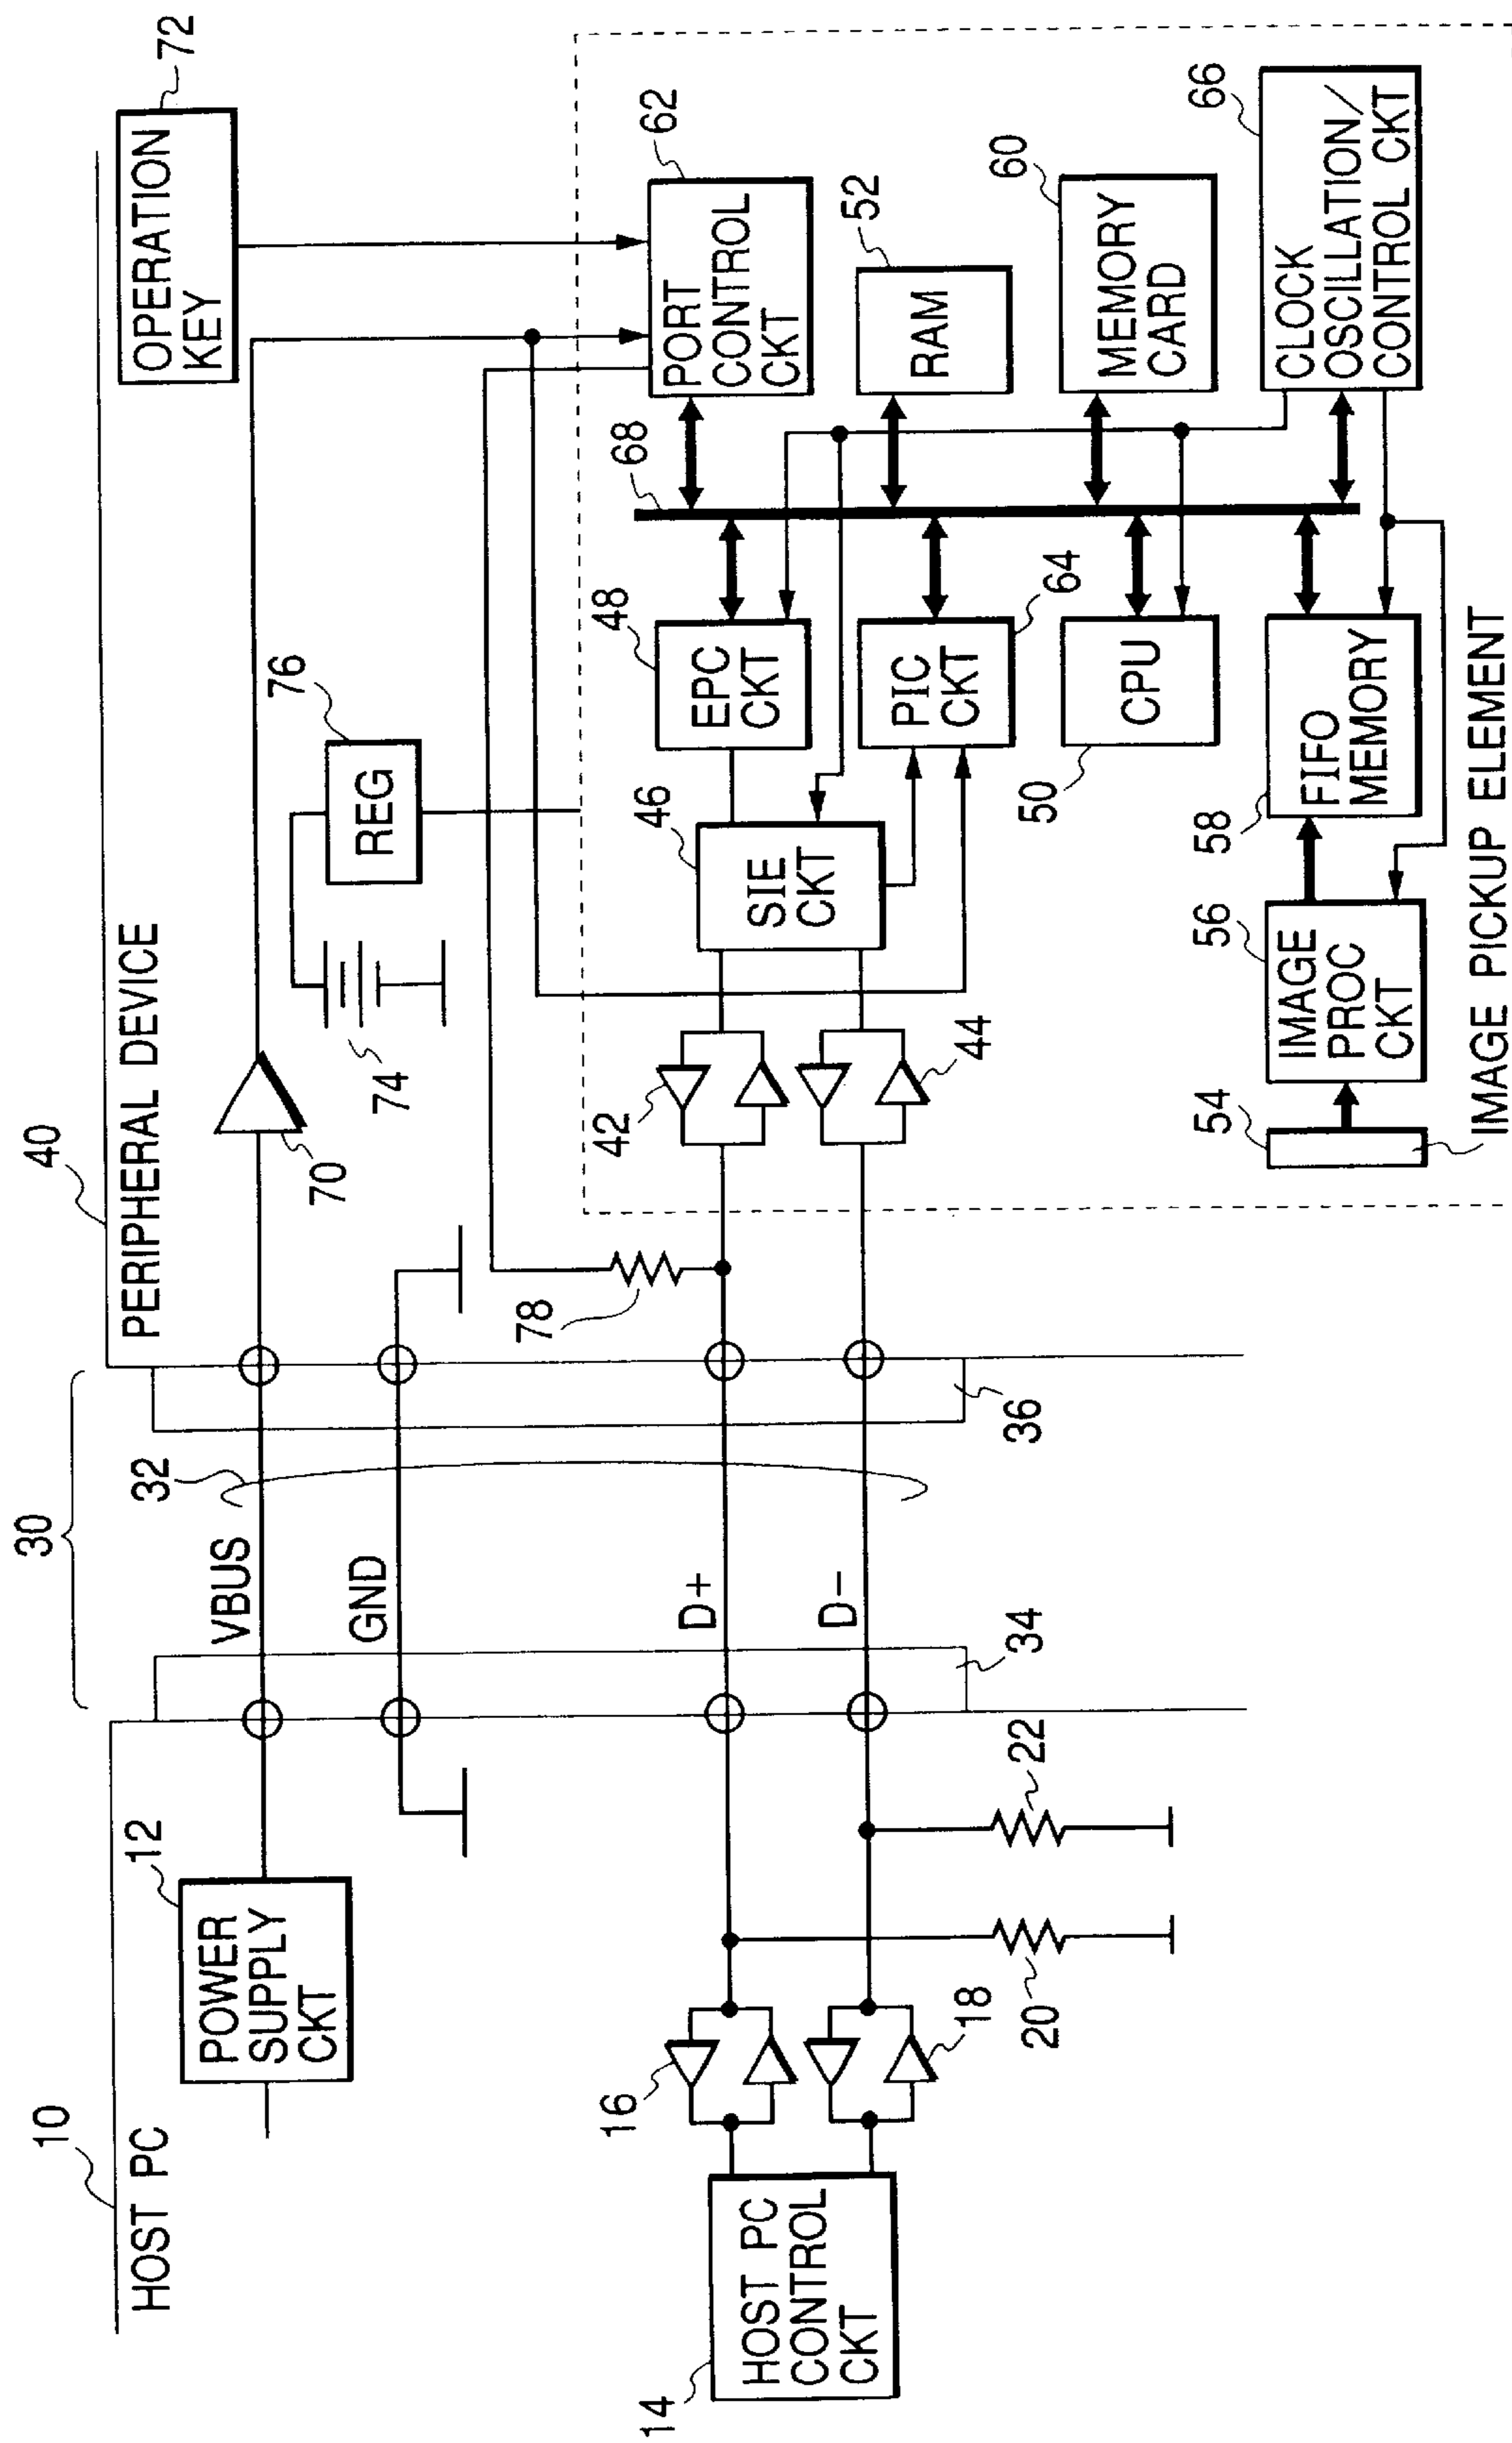 10
HOST PC
12
POWER
SUPPLY
CKT
14
HOST PC
CONTROL
CKT
16
18
20
22
30
VBUS
32
GND
D+
D−
34
36
40
PERIPHERAL DEVICE
70
74
76
REG
72
OPERATION
KEY
78
42
44
46
SIE
CKT
48
EPC
CKT
68
62
PORT
CONTROL
CKT
64
PIC
CKT
52
RAM
50
CPU
60
MEMORY
CARD
54
56
IMAGE
PROC
CKT
58
FIFO
MEMORY
66
CLOCK
OSCILLATION/
CONTROL CKT
IMAGE PICKUP ELEMENT